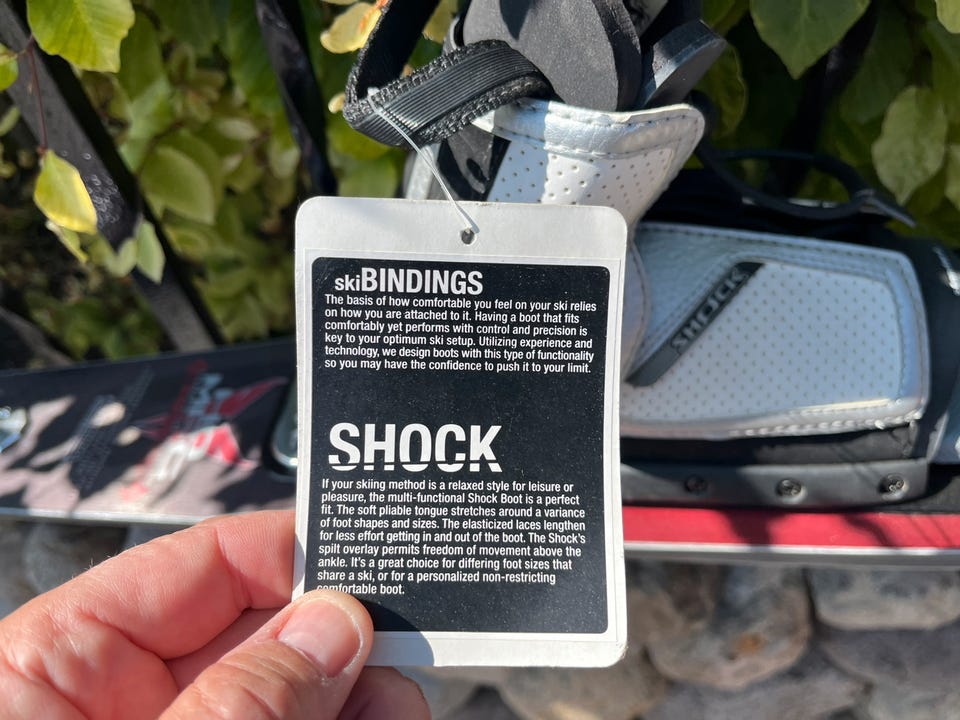 skiBINDINGS
The basis of how comfortable you feel on your ski relies
on how you are attached to it. Having a boot that fits
comfortably yet performs with control and precision is
key to your optimum ski setup. Utilizing experience and
technology, we design boots with this type of functionality
so you may have the confidence to push it to your limit.
SHOCK
If your skiing method is a relaxed style for leisure or
pleasure, the multi-functional Shock Boot is a perfect
fit. The soft pliable tongue stretches around a variance
of foot shapes and sizes. The elasticized laces lengthen
for less effort getting in and out of the boot. The Shock's
spilt overlay permits freedom of movement above the
ankle. It's a great choice for differing foot sizes that
share a ski, or for a personalized non-restricting
comfortable boot.
SHOCK